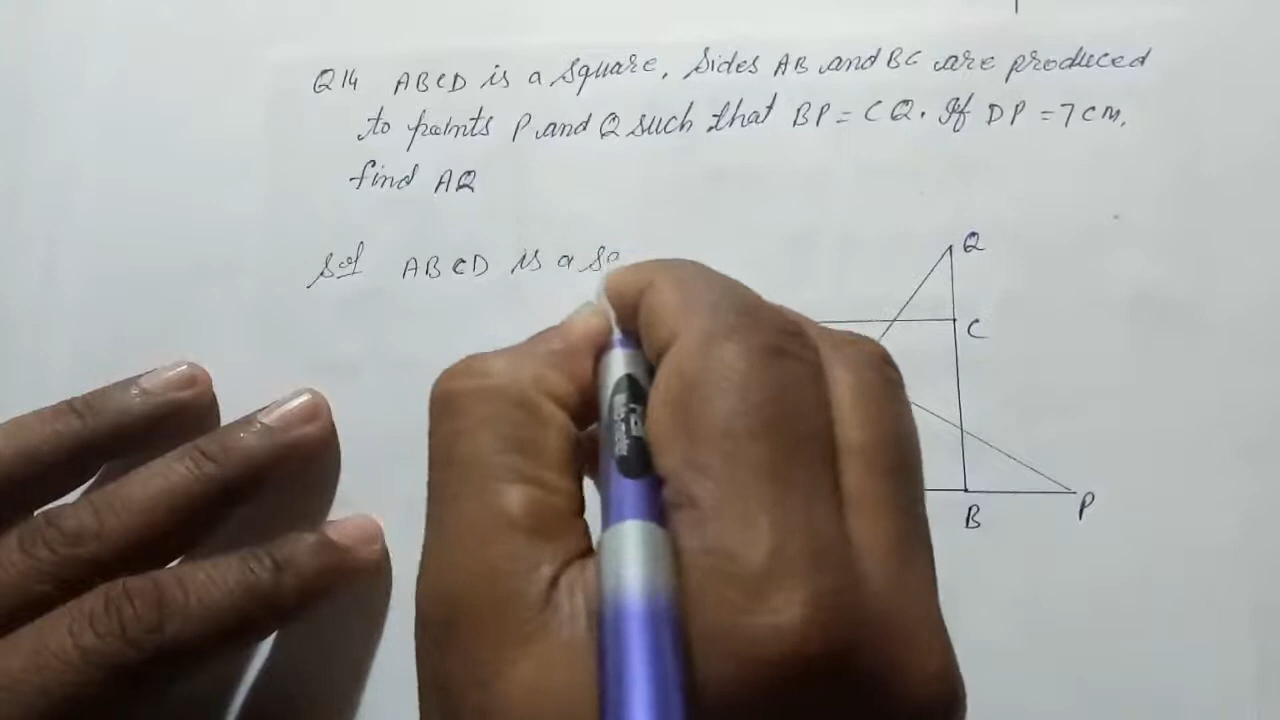 Q14 ABCD is a square, sides AB and BC are produced
to points P and Q such that BP = CQ. If DP = 7 CM,
find AQ
Sol ABCD is a sq
Q
C
B
P